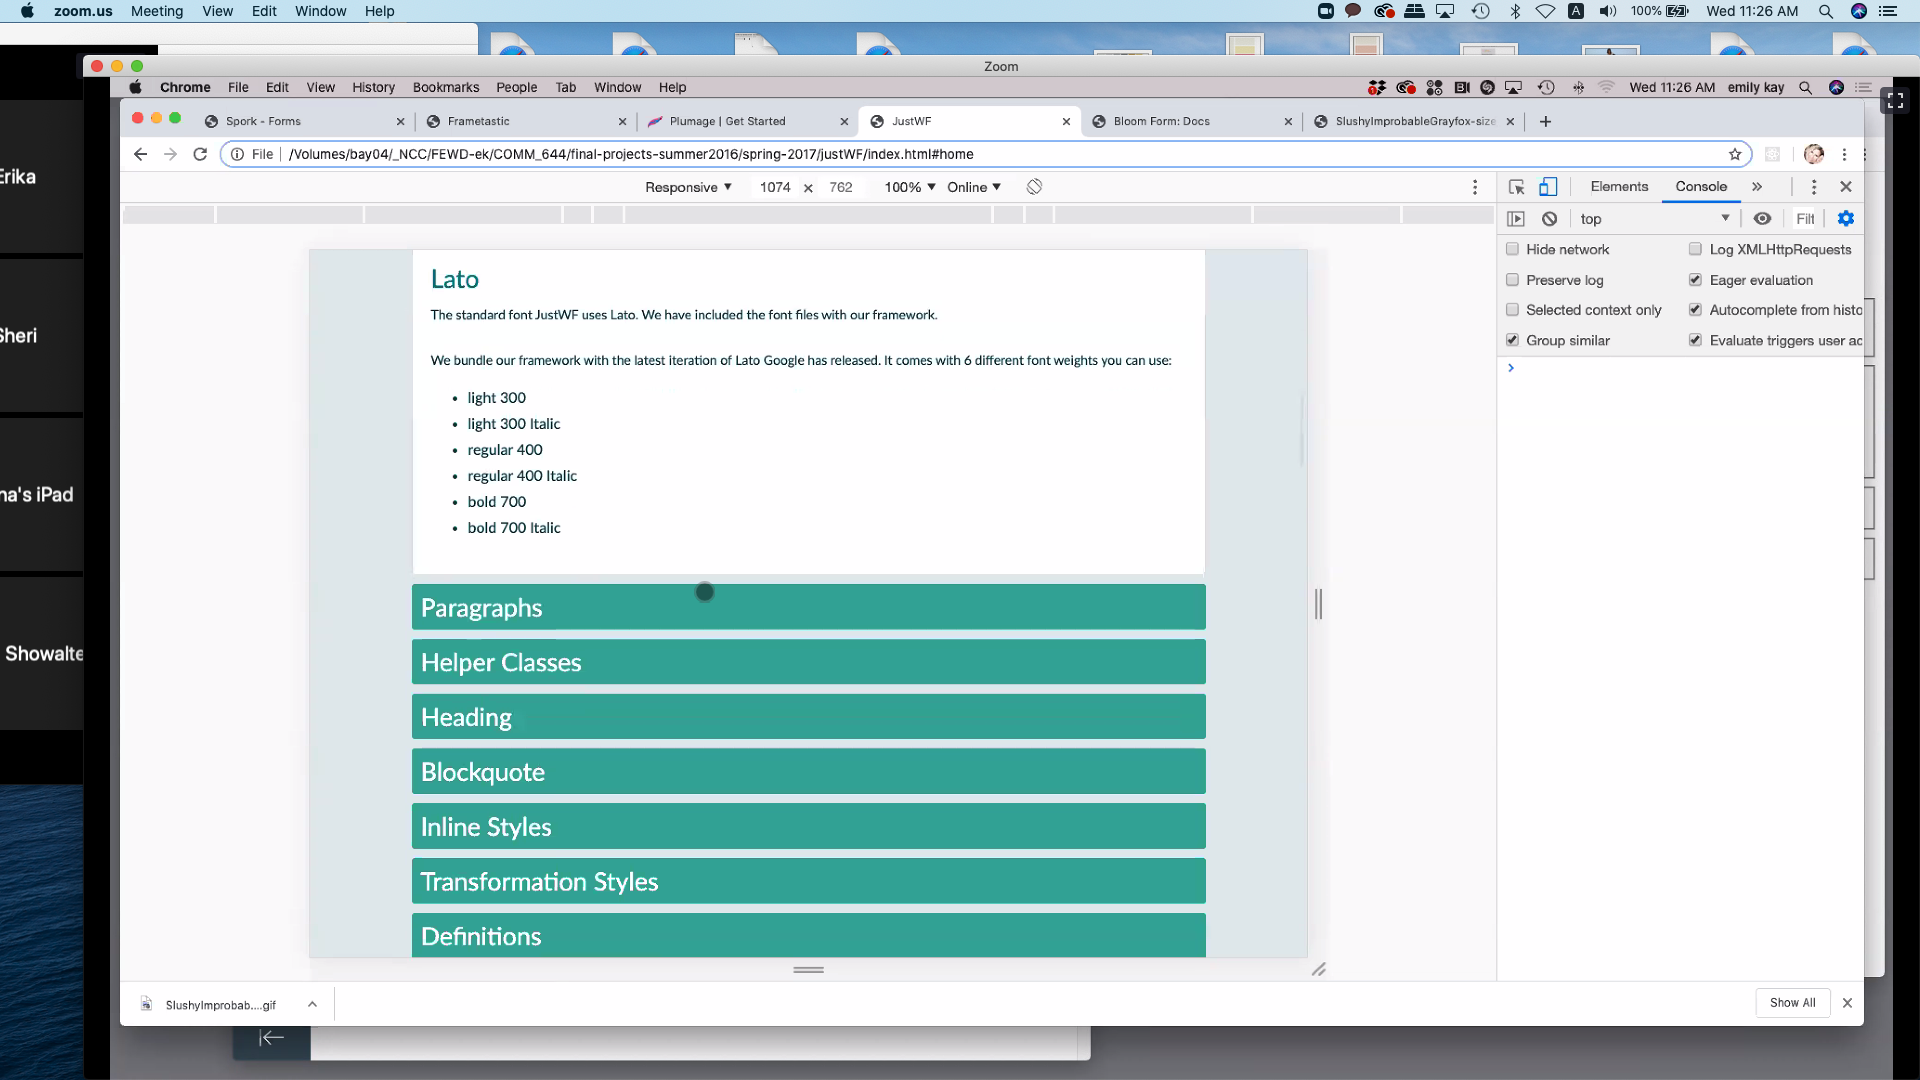 zoom.us Meeting View Edit Window Help
100% Wed 11:26 AM
Zoom
Chrome File Edit View History Bookmarks People Tab Window Help
Wed 11:26 AM emily kay
Spork - Forms
Frametastic
Plumage | Get Started
JustWF
Bloom Form: Docs
SlushyImprobableGrayfox-size
File /Volumes/bay04/_NCC/FEWD-ek/COMM_644/final-projects-summer2016/spring-2017/justWF/index.html#home
Responsive 1074 × 762 100% Online
Elements Console »
top Filt
Hide network
Log XMLHttpRequests
Preserve log
Eager evaluation
Selected context only
Autocomplete from histo
Group similar
Evaluate triggers user ac
Erika
Sheri
na's iPad
Showalte
Lato
The standard font JustWF uses Lato. We have included the font files with our framework.
We bundle our framework with the latest iteration of Lato Google has released. It comes with 6 different font weights you can use:
• light 300
• light 300 Italic
• regular 400
• regular 400 Italic
• bold 700
• bold 700 Italic
Paragraphs
Helper Classes
Heading
Blockquote
Inline Styles
Transformation Styles
Definitions
SlushyImprobab....gif
Show All